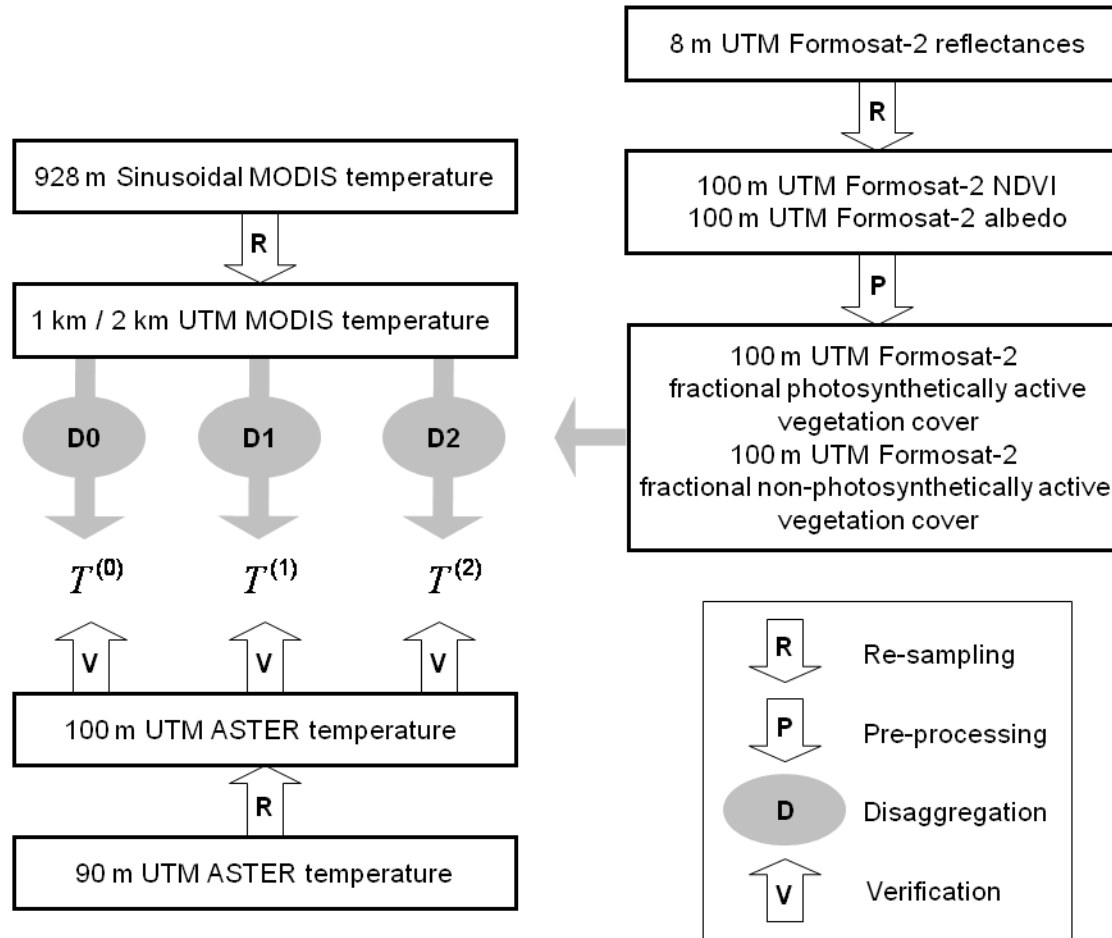 8 m UTM Formosat-2 reflectances
R
928 m Sinusoidal MODIS temperature
100 m UTM Formosat-2 NDVI
100 m UTM Formosat-2 albedo
R
P
1 km / 2 km UTM MODIS temperature
100 m UTM Formosat-2
fractional photosynthetically active
vegetation cover
100 m UTM Formosat-2
fractional non-photosynthetically active
vegetation cover
D0 D1 D2
T(0) T(1) T(2)
V V V
100 m UTM ASTER temperature
R
90 m UTM ASTER temperature
R Re-sampling
P Pre-processing
D Disaggregation
V Verification